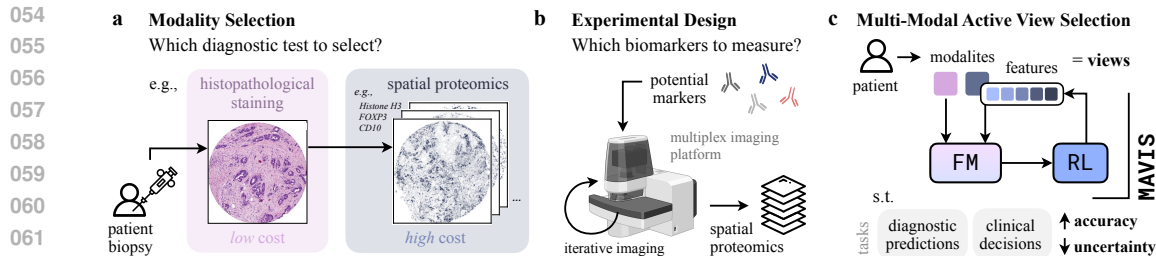 054
055
056
057
058
059
060
061
a Modality Selection
Which diagnostic test to select?
e.g.,
histopathological
staining
spatial proteomics
e.g.,
Histone H3
FOXP3
CD10
...
patient
biopsy
low cost
high cost
b Experimental Design
Which biomarkers to measure?
potential
markers
multiplex imaging
platform
iterative imaging
spatial
proteomics
c Multi-Modal Active View Selection
patient
modalites
features
= views
FM
RL
MAVIS
s.t.
tasks
diagnostic
predictions
clinical
decisions
accuracy
uncertainty